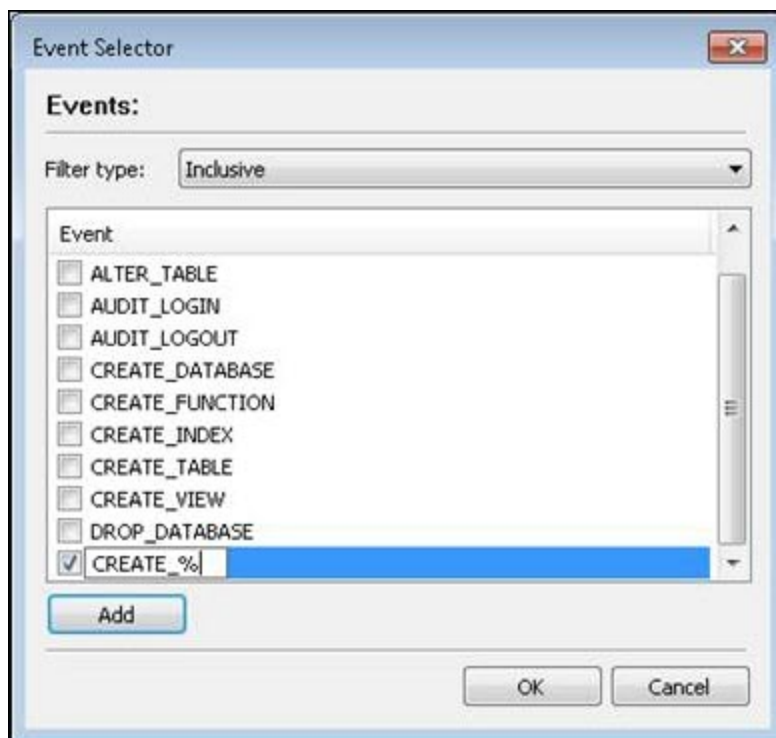 Event Selector
Events:
Filter type: Inclusive
Event
ALTER_TABLE
AUDIT_LOGIN
AUDIT_LOGOUT
CREATE_DATABASE
CREATE_FUNCTION
CREATE_INDEX
CREATE_TABLE
CREATE_VIEW
DROP_DATABASE
CREATE_%
Add
OK Cancel